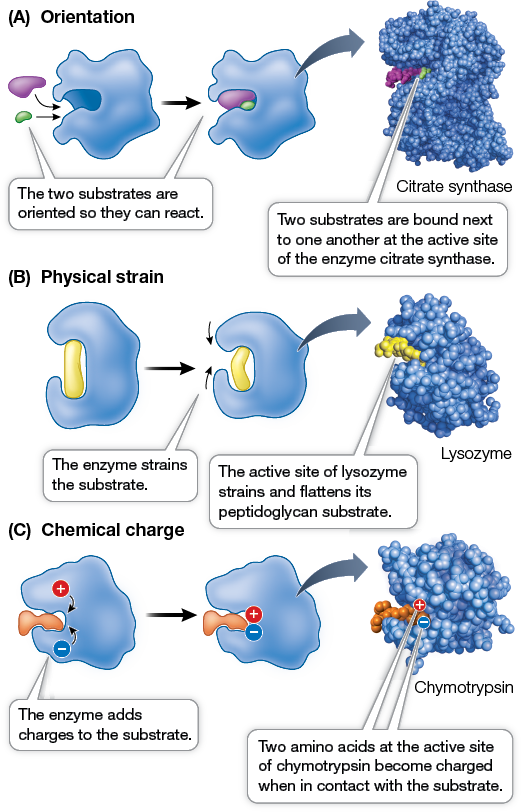 (A) Orientation
The two substrates are
oriented so they can react.
Citrate synthase
Two substrates are bound next
to one another at the active site
of the enzyme citrate synthase.
(B) Physical strain
The enzyme strains
the substrate.
The active site of lysozyme
strains and flattens its
peptidoglycan substrate.
Lysozyme
(C) Chemical charge
+
−
+
−
+
−
Chymotrypsin
The enzyme adds
charges to the substrate.
Two amino acids at the active site
of chymotrypsin become charged
when in contact with the substrate.